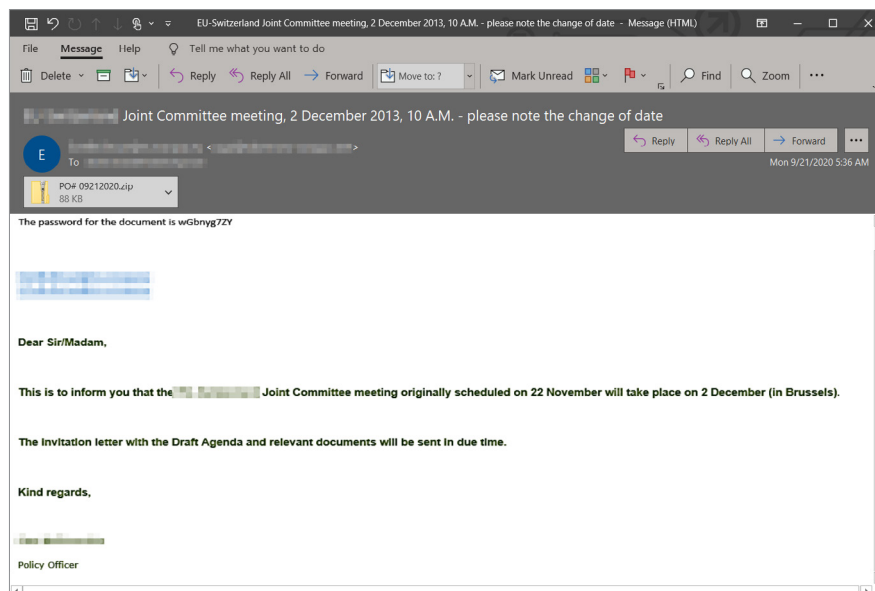 EU-Switzerland Joint Committee meeting, 2 December 2013, 10 A.M. - please note the change of date - Message (HTML)
File Message Help Tell me what you want to do
Delete Reply Reply All Forward Move to: ? Mark Unread Find Zoom
Joint Committee meeting, 2 December 2013, 10 A.M. - please note the change of date
Reply Reply All Forward
E
<                    >
To
Mon 9/21/2020 5:36 AM
PO# 09212020.zip
88 KB
The password for the document is wGbnyg7ZY
Dear Sir/Madam,
This is to inform you that the Joint Committee meeting originally scheduled on 22 November will take place on 2 December (in Brussels).
The invitation letter with the Draft Agenda and relevant documents will be sent in due time.
Kind regards,
Policy Officer